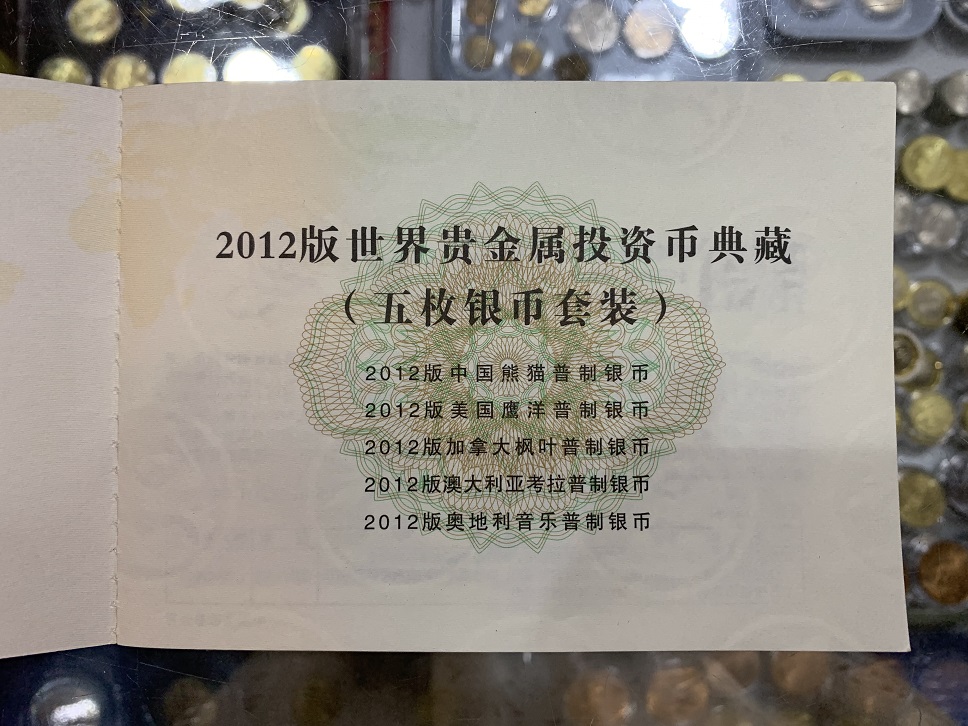 2012版世界贵金属投资币典藏
（五枚银币套装）
2012版中国熊猫普制银币
2012版美国鹰洋普制银币
2012版加拿大枫叶普制银币
2012版澳大利亚考拉普制银币
2012版奥地利音乐普制银币